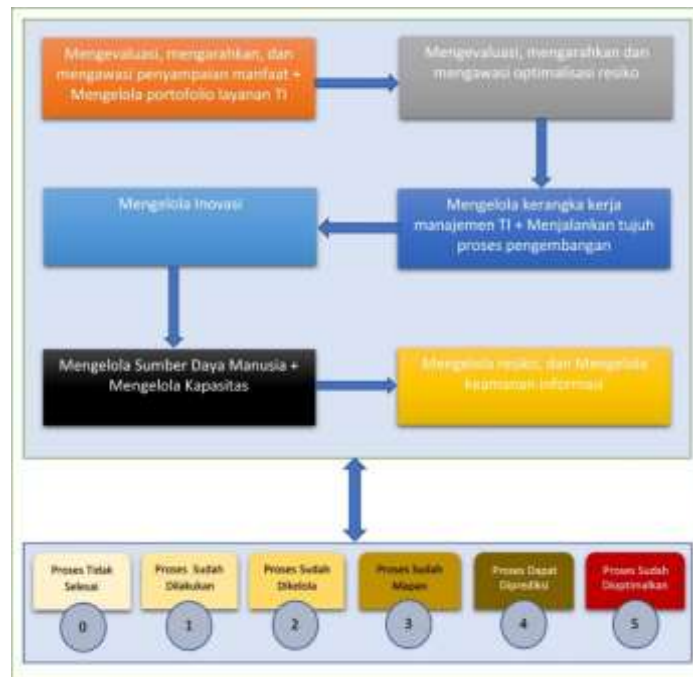 Mengevaluasi, mengarahkan, dan
mengawasi penyampaian manfaat +
Mengelola portofolio layanan TI
Mengevaluasi, mengarahkan dan
mengawasi optimalisasi resiko
Mengelola Inovasi
Mengelola kerangka kerja
manajemen TI + Menjalankan tujuh
proses pengembangan
Mengelola Sumber Daya Manusia +
Mengelola Kapasitas
Mengelola resiko, dan Mengelola
keamanan informasi
Proses Tidak
Selesai
0
Proses Sudah
Dilakukan
1
Proses Sudah
Dikelola
2
Proses Sudah
Mapan
3
Proses Dapat
Diprediksi
4
Proses Sudah
Dioptimalkan
5